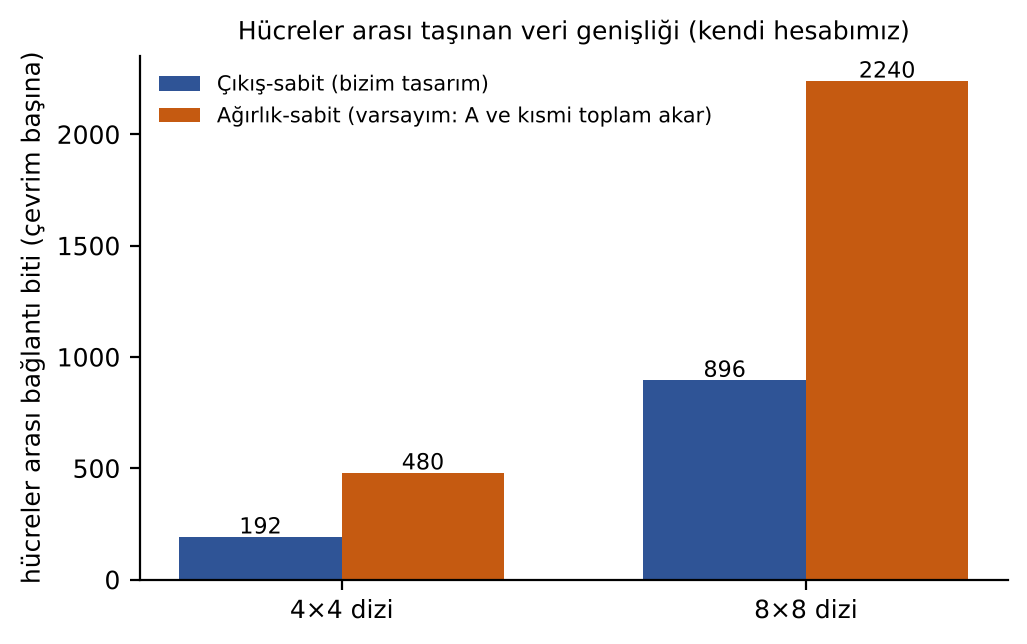 Hücreler arası taşınan veri genişliği (kendi hesabımız)
Çıkış-sabit (bizim tasarım)
Ağırlık-sabit (varsayım: A ve kısmi toplam akar)
hücreler arası bağlantı biti (çevrim başına)
2000
1500
1000
500
0
192
480
896
2240
4×4 dizi
8×8 dizi